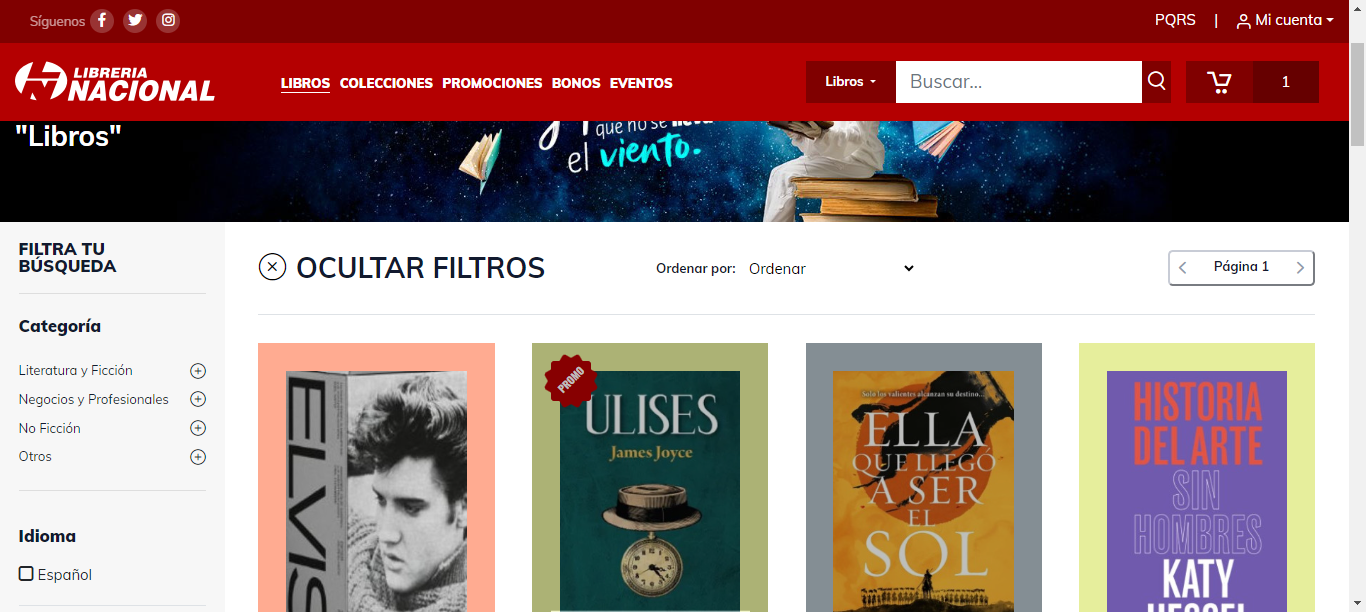 Síguenos
PQRS | Mi cuenta
LIBRERIA
NACIONAL
LIBROS COLECCIONES PROMOCIONES BONOS EVENTOS
Libros
Buscar...
1
"Libros"
que no se lleva
el viento.
FILTRA TU
BÚSQUEDA
OCULTAR FILTROS
Ordenar por: Ordenar
Página 1
Categoría
Literatura y Ficción
Negocios y Profesionales
No Ficción
Otros
Idioma
Español
ELVIS
PROMO
ULISES
James Joyce
Solo los valientes alcanzan su destino...
ELLA
QUE LLEGÓ
A SER
EL
SOL
HISTORIA
DEL ARTE
SIN
HOMBRES
KATY
HESSEL